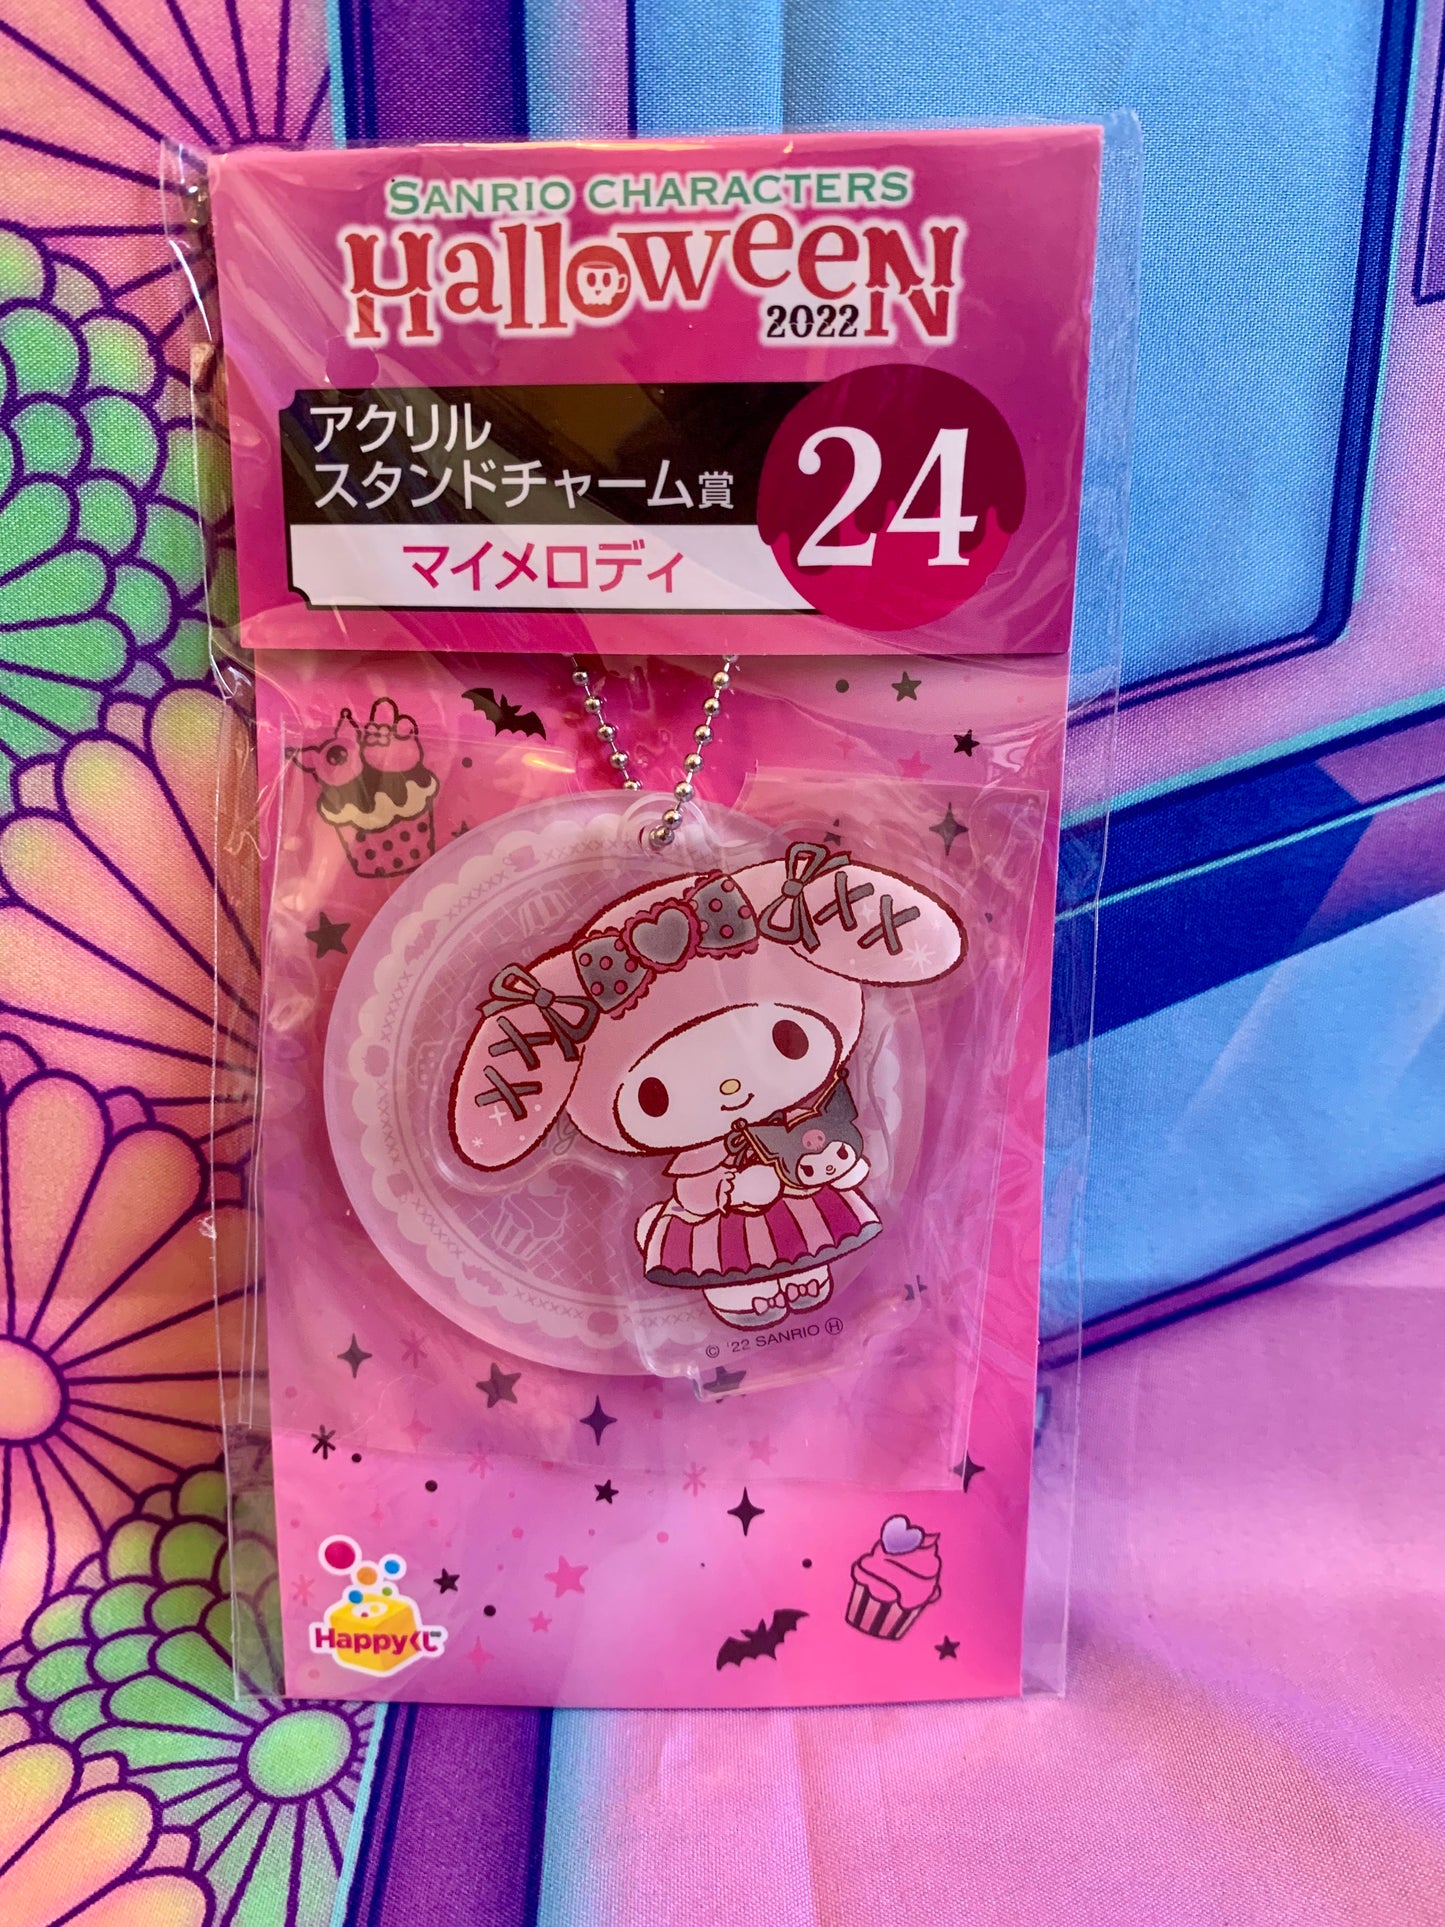 SANRIO CHARACTERS
Halloween
2022
アクリル
スタンドチャーム賞
24
マイメロディ
© '22 SANRIO Ⓗ
Happyくじ